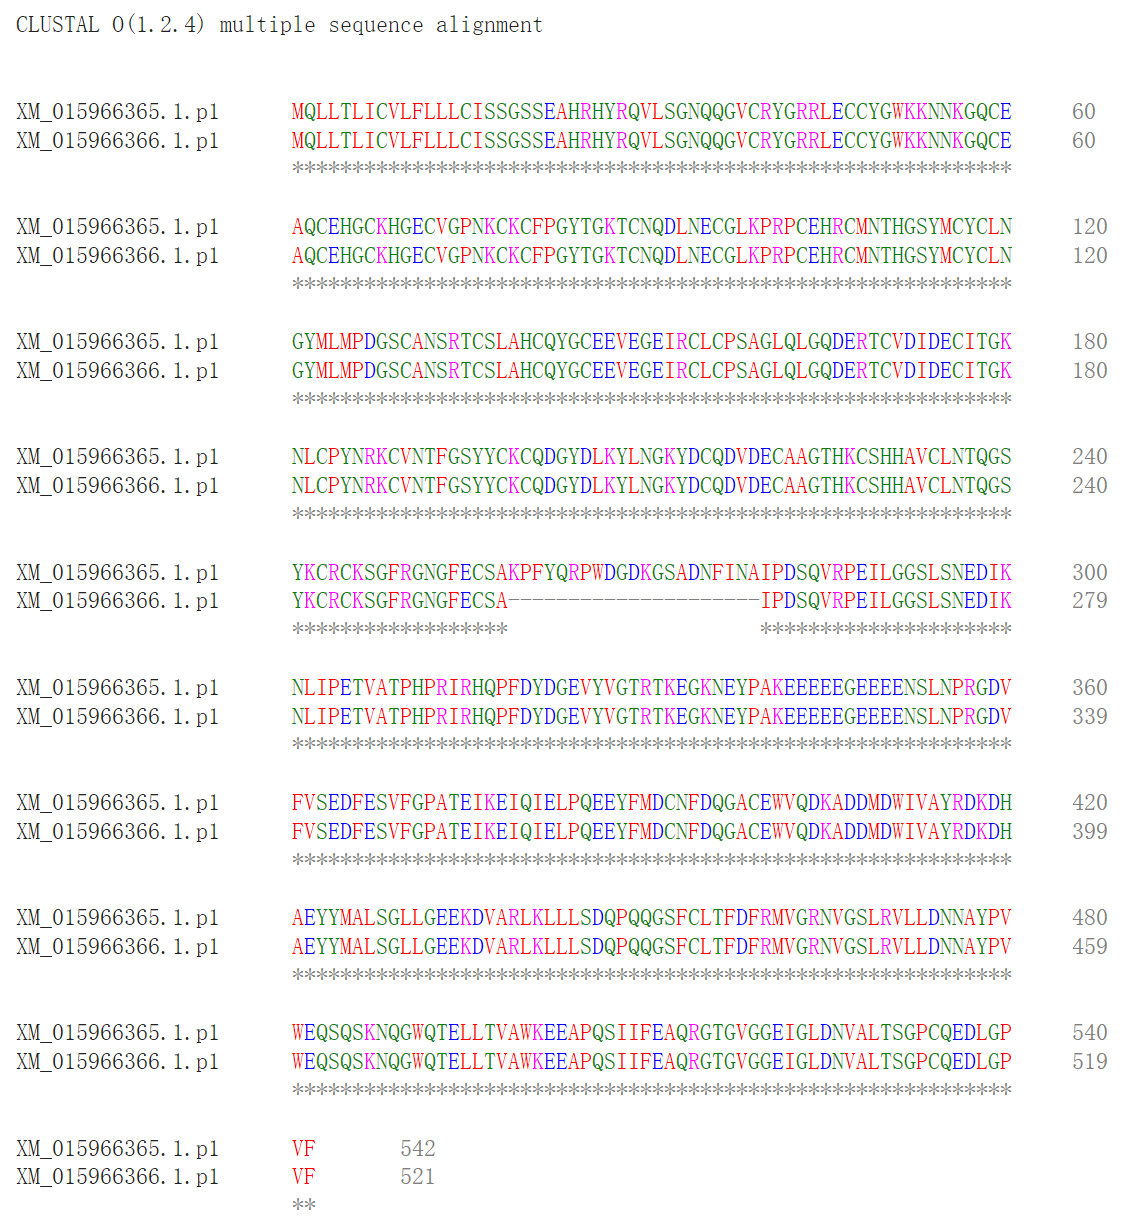 CLUSTAL O(1.2.4) multiple sequence alignment
XM_015966365.1.p1 MQLLTLICVLFLLLCISSGSSEAHRHYRQVLSGNQQGVCRYGRRLECCYGWKKNNKGQCE 60
XM_015966366.1.p1 MQLLTLICVLFLLLCISSGSSEAHRHYRQVLSGNQQGVCRYGRRLECCYGWKKNNKGQCE 60
************************************************************
XM_015966365.1.p1 AQCEHGCKHGECVGPNKCKCFPGYTGKTCNQDLNECGLKPRPCEHRCMNTHGSYMCYCLN 120
XM_015966366.1.p1 AQCEHGCKHGECVGPNKCKCFPGYTGKTCNQDLNECGLKPRPCEHRCMNTHGSYMCYCLN 120
************************************************************
XM_015966365.1.p1 GYMLMPDGSCANSRTCSLAHCQYGCEEVEGEIRCLCPSAGLQLGQDERTCVDIDECITGK 180
XM_015966366.1.p1 GYMLMPDGSCANSRTCSLAHCQYGCEEVEGEIRCLCPSAGLQLGQDERTCVDIDECITGK 180
************************************************************
XM_015966365.1.p1 NLCPYNRKCVNTFGSYYCKCQDGYDLKYLNGKYDCQDVDECAAGTHKCSHHAVCLNTQGS 240
XM_015966366.1.p1 NLCPYNRKCVNTFGSYYCKCQDGYDLKYLNGKYDCQDVDECAAGTHKCSHHAVCLNTQGS 240
************************************************************
XM_015966365.1.p1 YKCRCKSGFRGNGFECSAKPFYQRPWDGDKGSADNFINAIPDSQVRPEILGGSLSNEDIK 300
XM_015966366.1.p1 YKCRCKSGFRGNGFECSA---------------------IPDSQVRPEILGGSLSNEDIK 279
****************** *********************
XM_015966365.1.p1 NLIPETVATPHPRIRHQPFDYDGEVYVGTRTKEGKNEYPAKEEEEEGEEEENSLNPRGDV 360
XM_015966366.1.p1 NLIPETVATPHPRIRHQPFDYDGEVYVGTRTKEGKNEYPAKEEEEEGEEEENSLNPRGDV 339
************************************************************
XM_015966365.1.p1 FVSEDFESVFGPATEIKEIQIELPQEEYFMDCNFDQGACEWVQDKADDMDWIVAYRDKDH 420
XM_015966366.1.p1 FVSEDFESVFGPATEIKEIQIELPQEEYFMDCNFDQGACEWVQDKADDMDWIVAYRDKDH 399
************************************************************
XM_015966365.1.p1 AEYYMALSGLLGEEKDVARLKLLLSDQPQQGSFCLTFDFRMVGRNVGSLRVLLDNNAYPV 480
XM_015966366.1.p1 AEYYMALSGLLGEEKDVARLKLLLSDQPQQGSFCLTFDFRMVGRNVGSLRVLLDNNAYPV 459
************************************************************
XM_015966365.1.p1 WEQSQSKNQGWQTELLTVAWKEEAPQSIIFEAQRGTGVGGEIGLDNVALTSGPCQEDLGP 540
XM_015966366.1.p1 WEQSQSKNQGWQTELLTVAWKEEAPQSIIFEAQRGTGVGGEIGLDNVALTSGPCQEDLGP 519
************************************************************
XM_015966365.1.p1 VF 542
XM_015966366.1.p1 VF 521
**